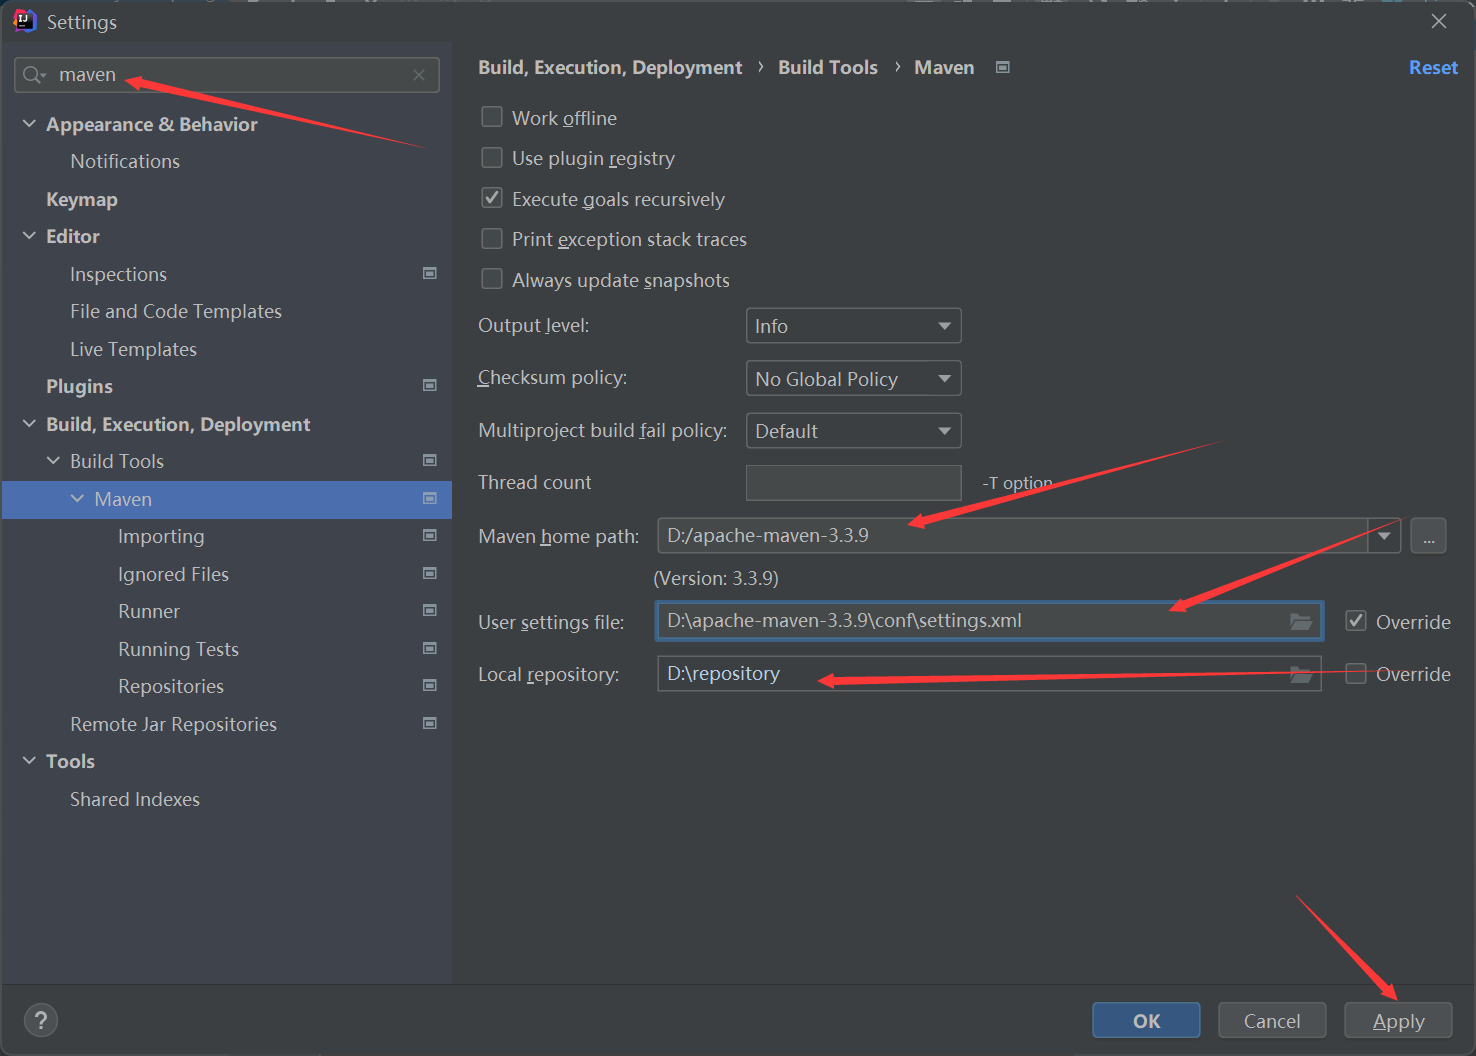 Settings
maven
Appearance & Behavior
Notifications
Keymap
Editor
Inspections
File and Code Templates
Live Templates
Plugins
Build, Execution, Deployment
Build Tools
Maven
Importing
Ignored Files
Runner
Running Tests
Repositories
Remote Jar Repositories
Tools
Shared Indexes
Build, Execution, Deployment › Build Tools › Maven
Reset
Work offline
Use plugin registry
Execute goals recursively
Print exception stack traces
Always update snapshots
Output level: Info
Checksum policy: No Global Policy
Multiproject build fail policy: Default
Thread count -T option
Maven home path: D:/apache-maven-3.3.9 ...
(Version: 3.3.9)
User settings file: D:\apache-maven-3.3.9\conf\settings.xml Override
Local repository: D:\repository Override
? OK Cancel Apply